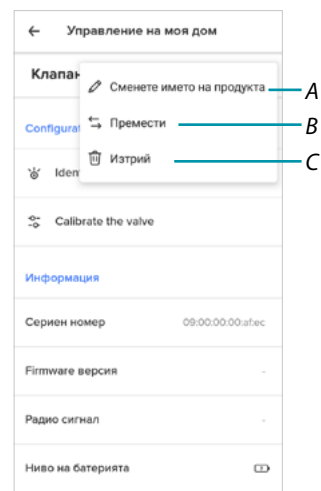 ← Управление на моя дом
Клапан
Сменете името на продукта
A
Премести
B
Configurat
Изтрий
C
Iden
Calibrate the valve
Информация
Сериен номер 09:00:00:00:af:ec
Firmware версия -
Радио сигнал -
Ниво на батерията